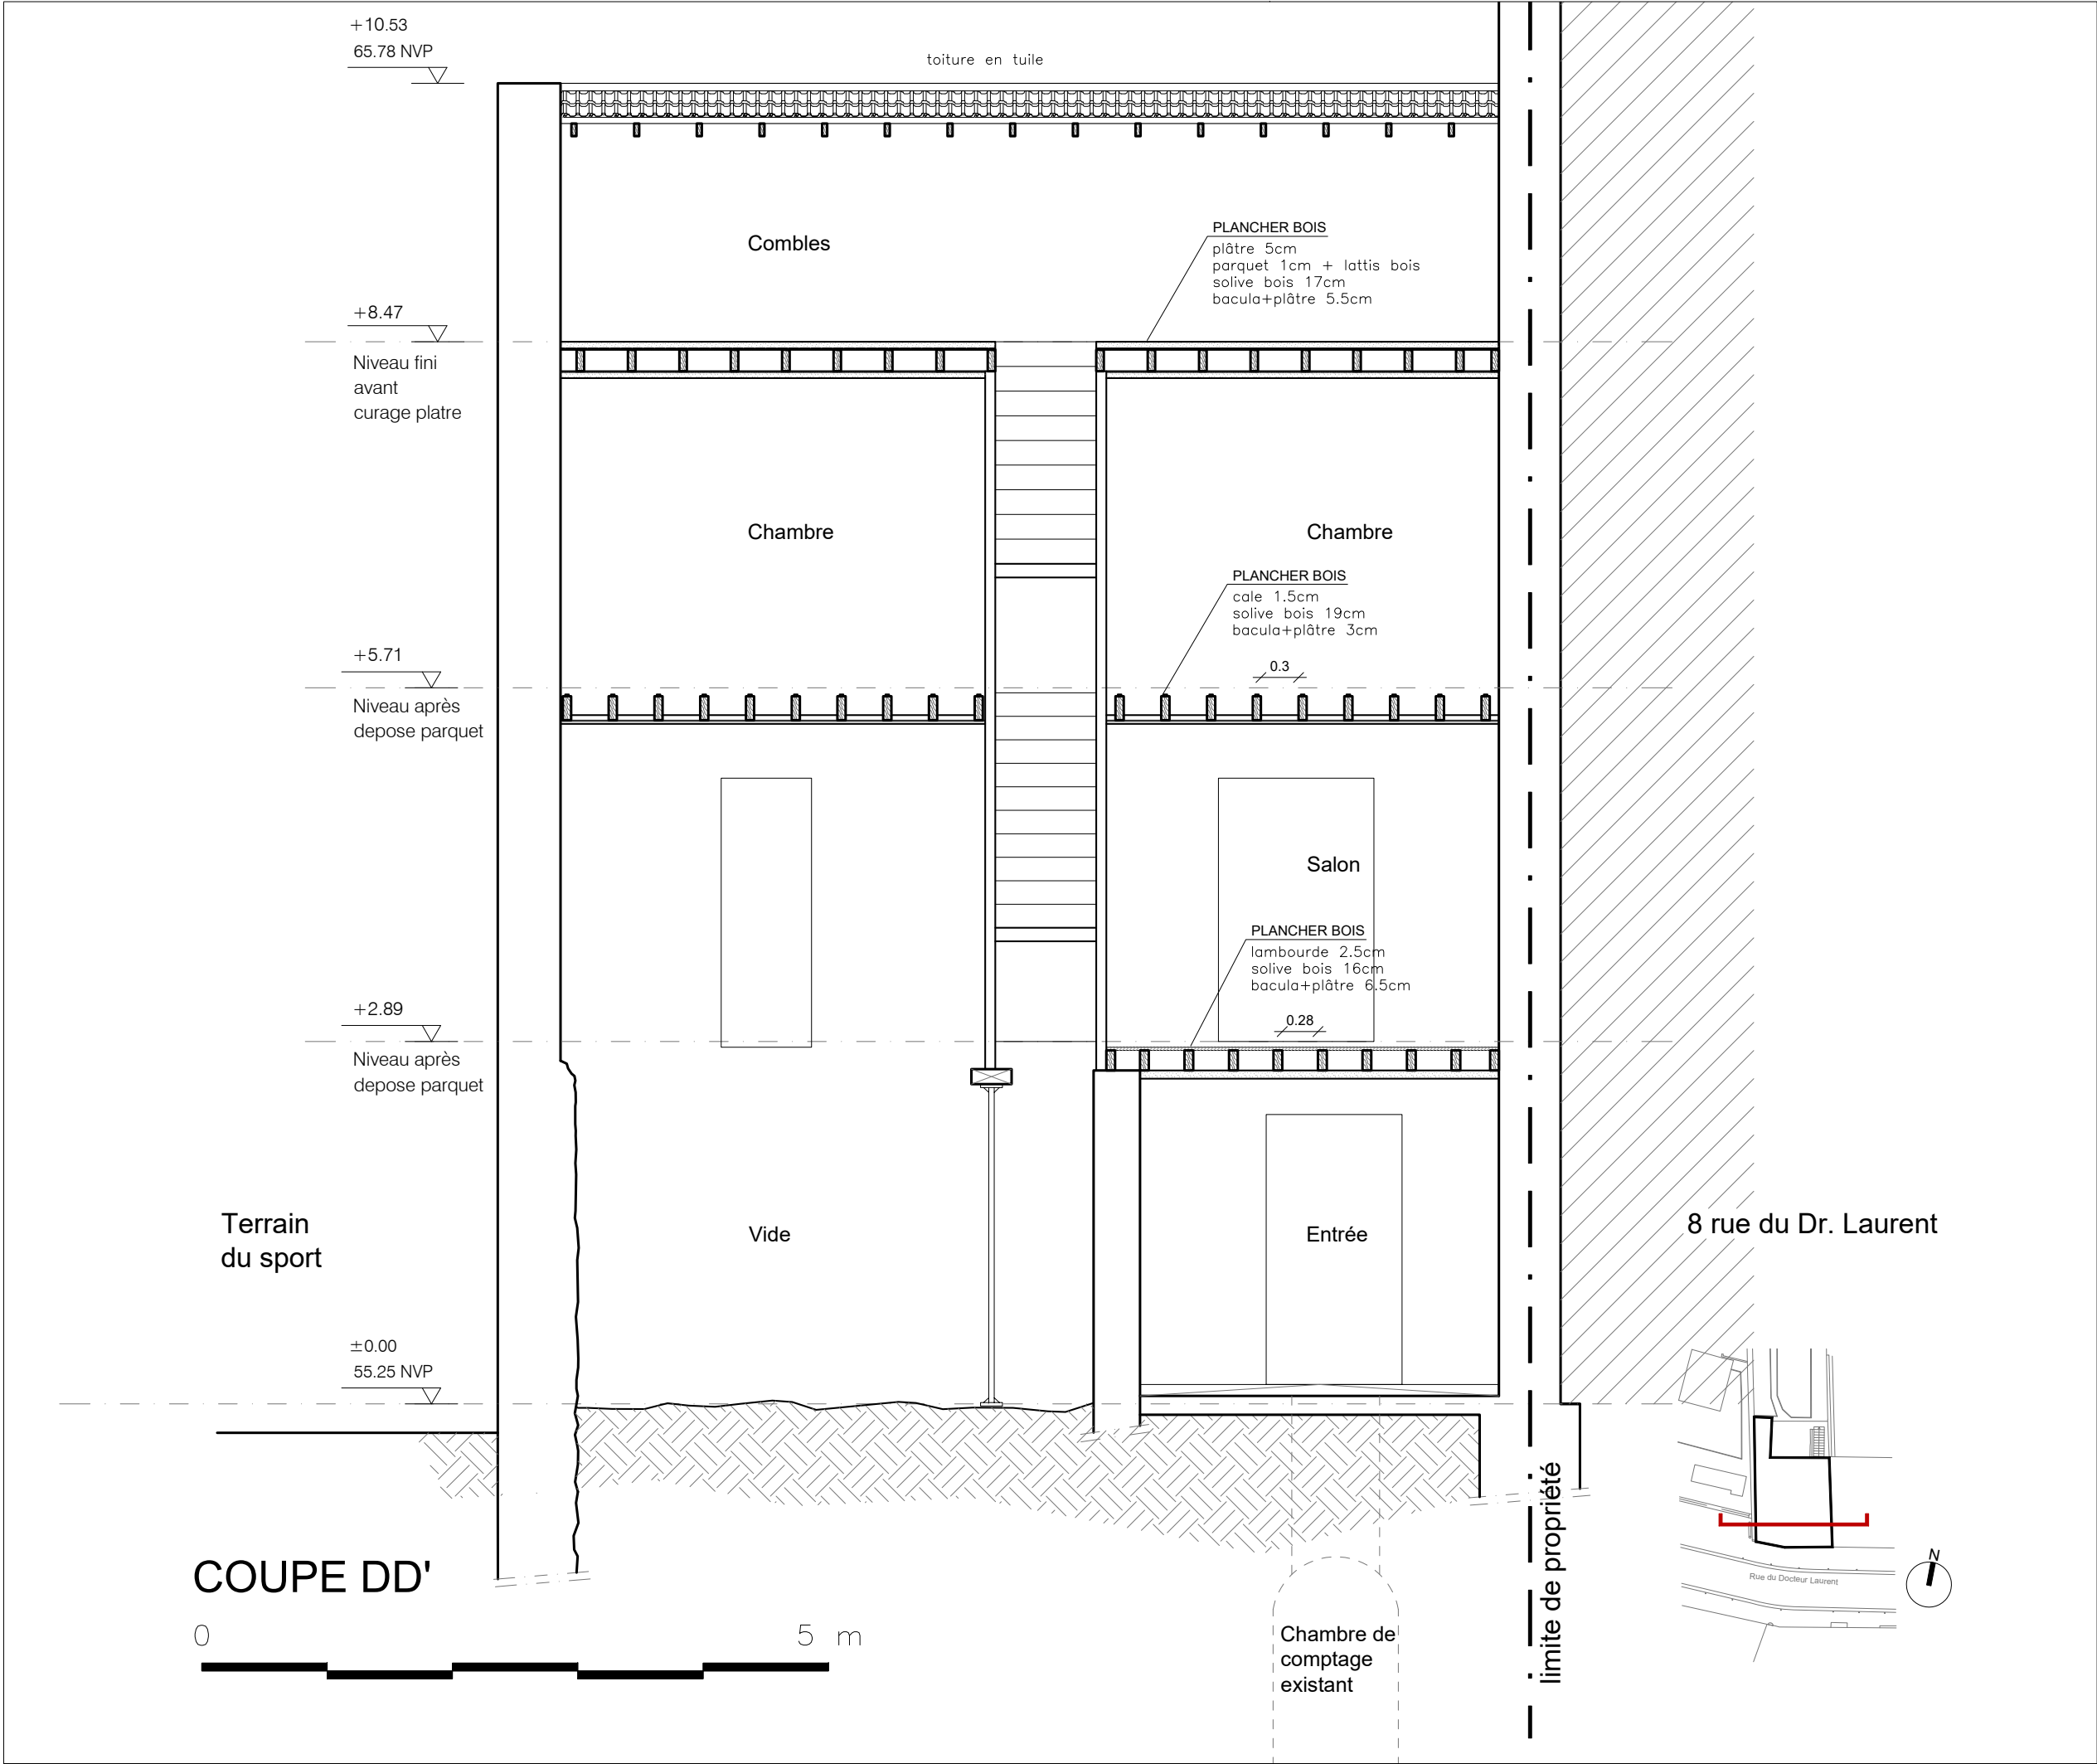 +10.53
65.78 NVP
toiture en tuile
Combles
PLANCHER BOIS
plâtre 5cm
parquet 1cm + lattis bois
solive bois 17cm
bacula+plâtre 5.5cm
+8.47
Niveau fini
avant
curage platre
Chambre
Chambre
PLANCHER BOIS
cale 1.5cm
solive bois 19cm
bacula+plâtre 3cm
+5.71
0.3
Niveau après
depose parquet
Salon
PLANCHER BOIS
lambourde 2.5cm
solive bois 16cm
bacula+plâtre 6.5cm
+2.89
0.28
Niveau après
depose parquet
Terrain
du sport
Vide
Entrée
8 rue du Dr. Laurent
±0.00
55.25 NVP
limite de propriété
N
Rue du Docteur Laurent
COUPE DD'
0
5 m
Chambre de
comptage
existant